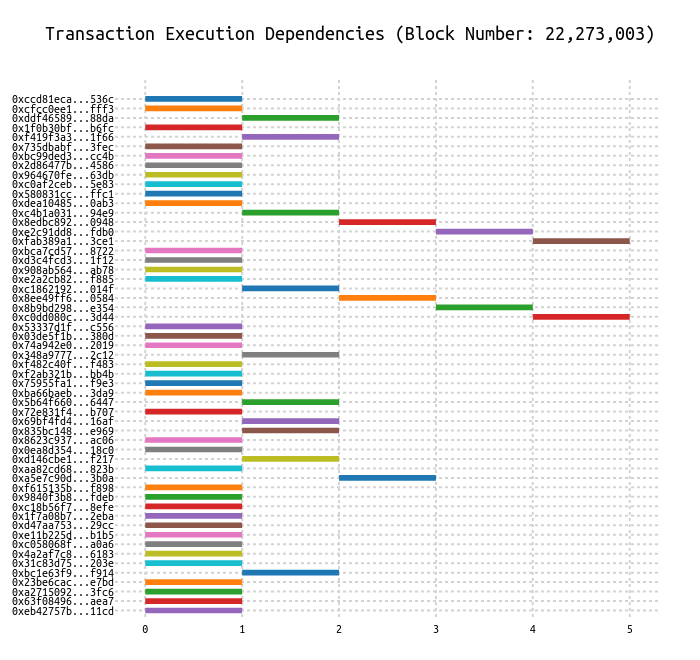 Transaction Execution Dependencies (Block Number: 22,273,003)
0xccd81eca...536c
0xcfcc0ee1...fff3
0xddf46589...88da
0x1f0b30bf...b6fc
0xf419f3a3...1f66
0x735dbabf...3fec
0xbc99ded3...cc4b
0x2d86477b...4586
0x964670fe...63db
0xc0af2ceb...5e83
0x580831cc...ffc1
0xdea10485...0ab3
0xc4b1a031...94e9
0x8edbc892...0948
0xe2c91dd8...fdb0
0xfab389a1...3ce1
0xbca7cd57...8722
0xd3c4fcd3...1f12
0x908ab564...ab78
0xe2a2cb82...f885
0xc1862192...014f
0x8ee49ff6...0584
0x8b9bd298...e354
0xc0dd080c...3d44
0x53337d1f...c556
0x03de5f1b...380d
0x74a942e0...2019
0x348a9777...2c12
0xf482c40f...f483
0xf2ab321b...bb4b
0x75955fa1...f9e3
0xba66baeb...3da9
0x5b64f660...6447
0x72e831f4...b707
0x69bf4fd4...16af
0x835bc148...e969
0x8623c937...ac06
0x0ea8d354...18c0
0xd146cbe1...f217
0xaa82cd68...823b
0xa5e7c90d...3b0a
0xf615135b...f898
0x9840f3b8...fdeb
0xc18b56f7...8efe
0x1f7a08b7...2eba
0xd47aa753...29cc
0xe11b225d...b1b5
0xc058068f...a0a6
0x4a2af7c8...6183
0x31c83d75...203e
0xbc1e63f9...f914
0x23be6cac...e7bd
0xa2715092...3fc6
0x63f08496...aea7
0xeb42757b...11cd
0 1 2 3 4 5